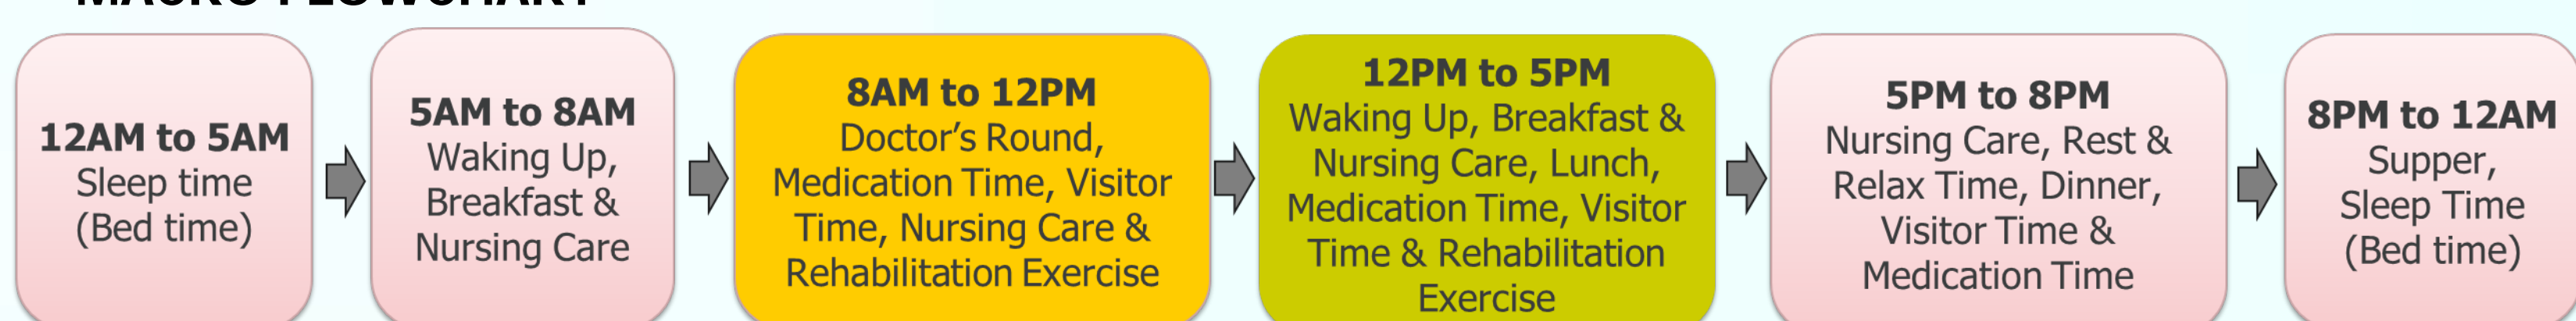 MACRO FLOWCHART
12AM to 5AM
Sleep time
(Bed time)
5AM to 8AM
Waking Up,
Breakfast &
Nursing Care
8AM to 12PM
Doctor’s Round,
Medication Time, Visitor
Time, Nursing Care &
Rehabilitation Exercise
12PM to 5PM
Waking Up, Breakfast &
Nursing Care, Lunch,
Medication Time, Visitor
Time & Rehabilitation
Exercise
5PM to 8PM
Nursing Care, Rest &
Relax Time, Dinner,
Visitor Time &
Medication Time
8PM to 12AM
Supper,
Sleep Time
(Bed time)